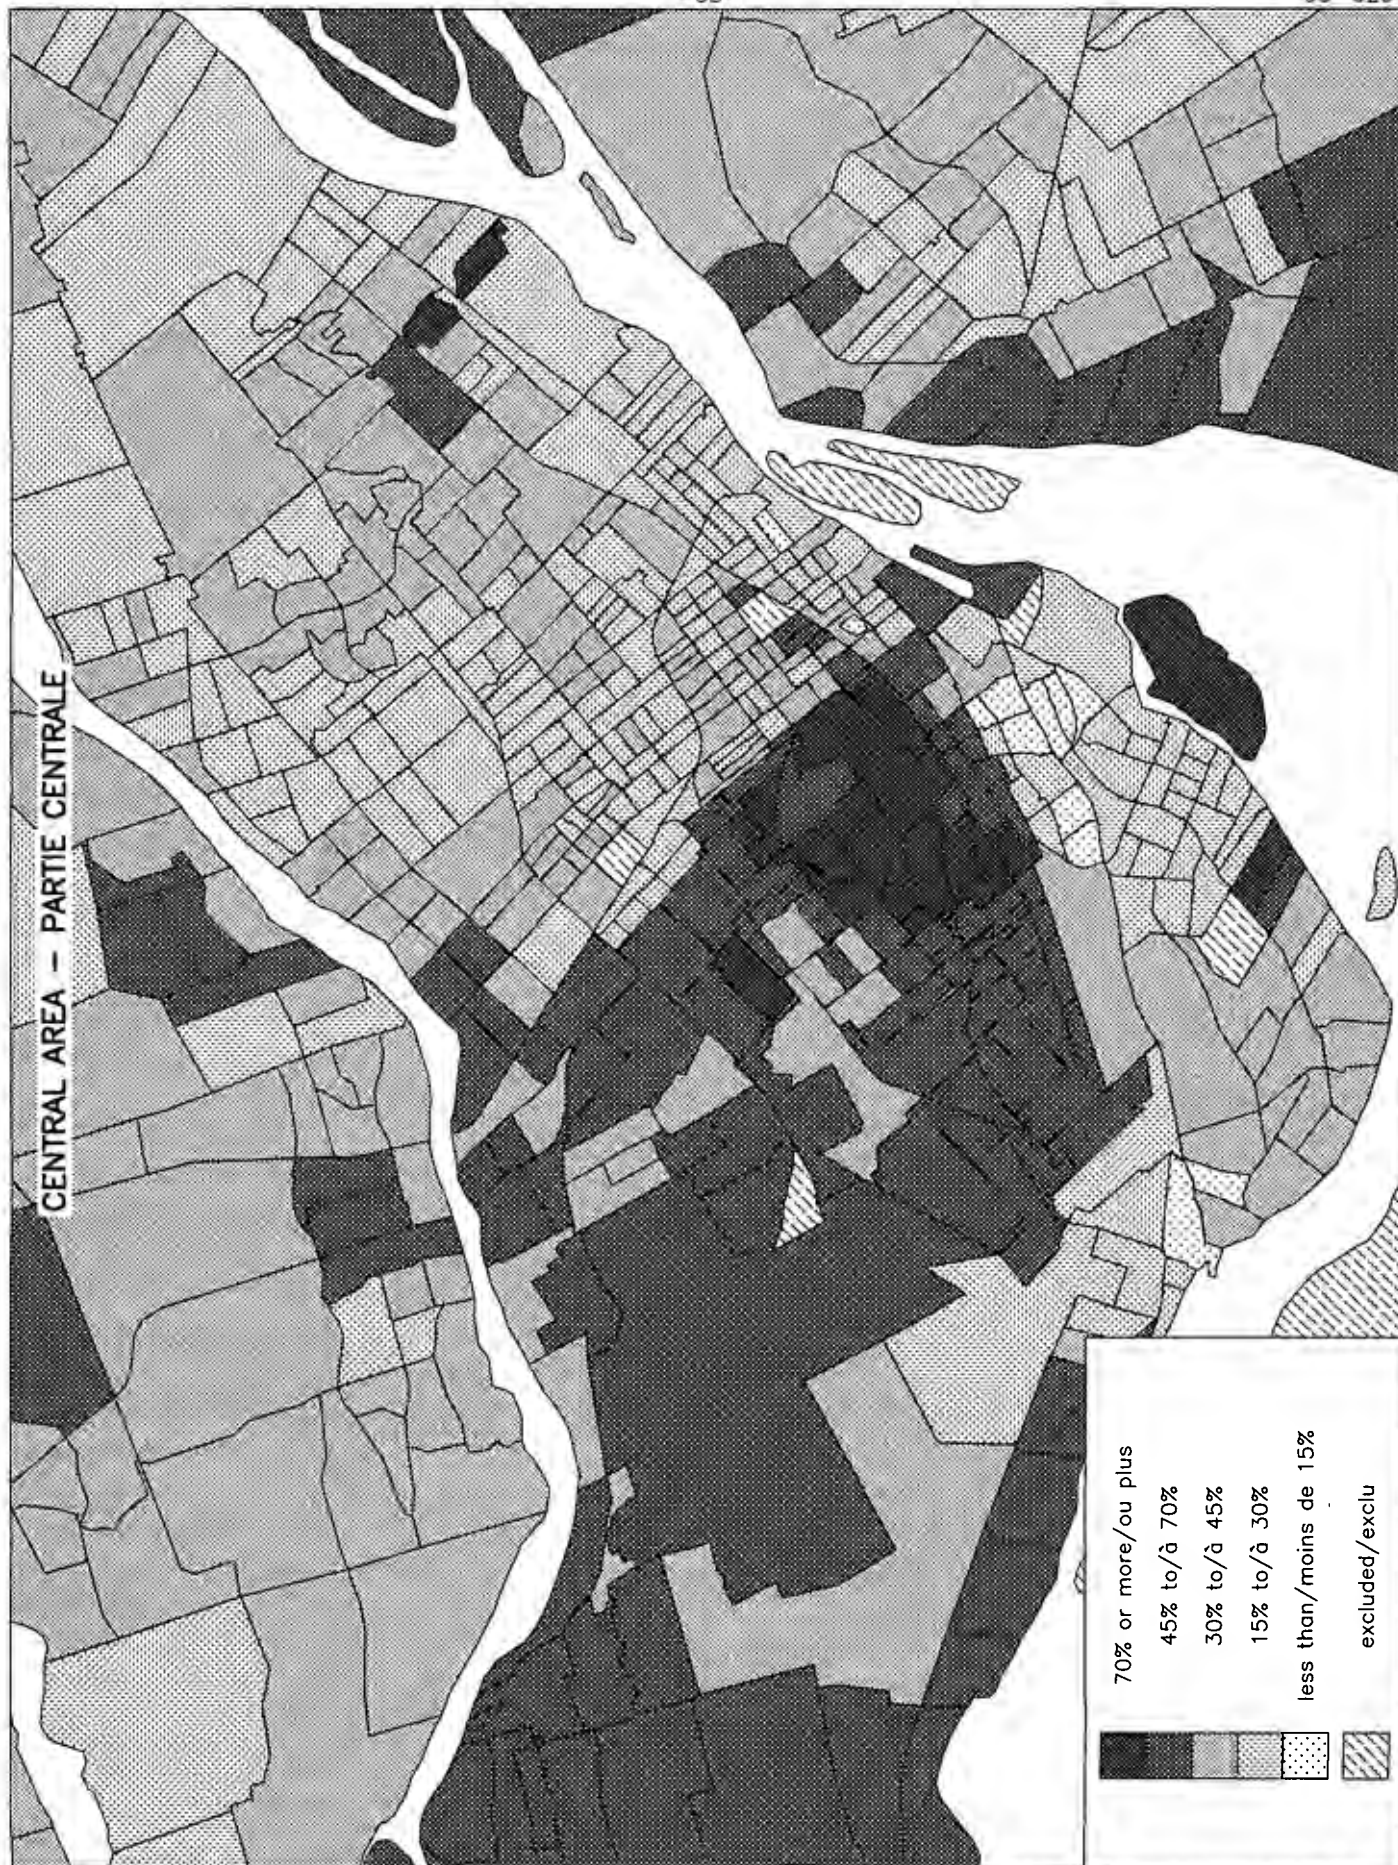 CENTRAL AREA – PARTIE CENTRALE
70% or more/ou plus
45% to/à 70%
30% to/à 45%
15% to/à 30%
less than/moins de 15%
excluded/exclu